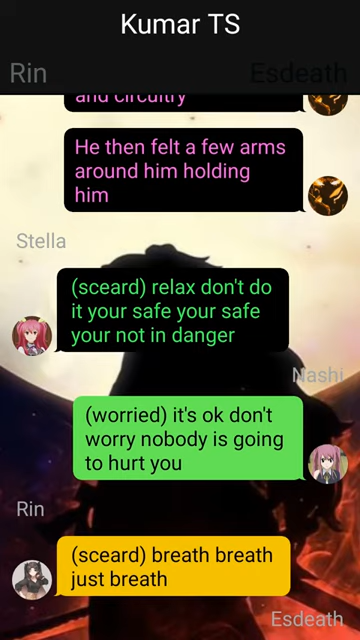 Kumar TS
Rin
Esdeath
and circuitry
He then felt a few arms
around him holding
him
Stella
(sceard) relax don't do
it your safe your safe
your not in danger
Nashi
(worried) it's ok don't
worry nobody is going
to hurt you
Rin
(sceard) breath breath
just breath
Esdeath